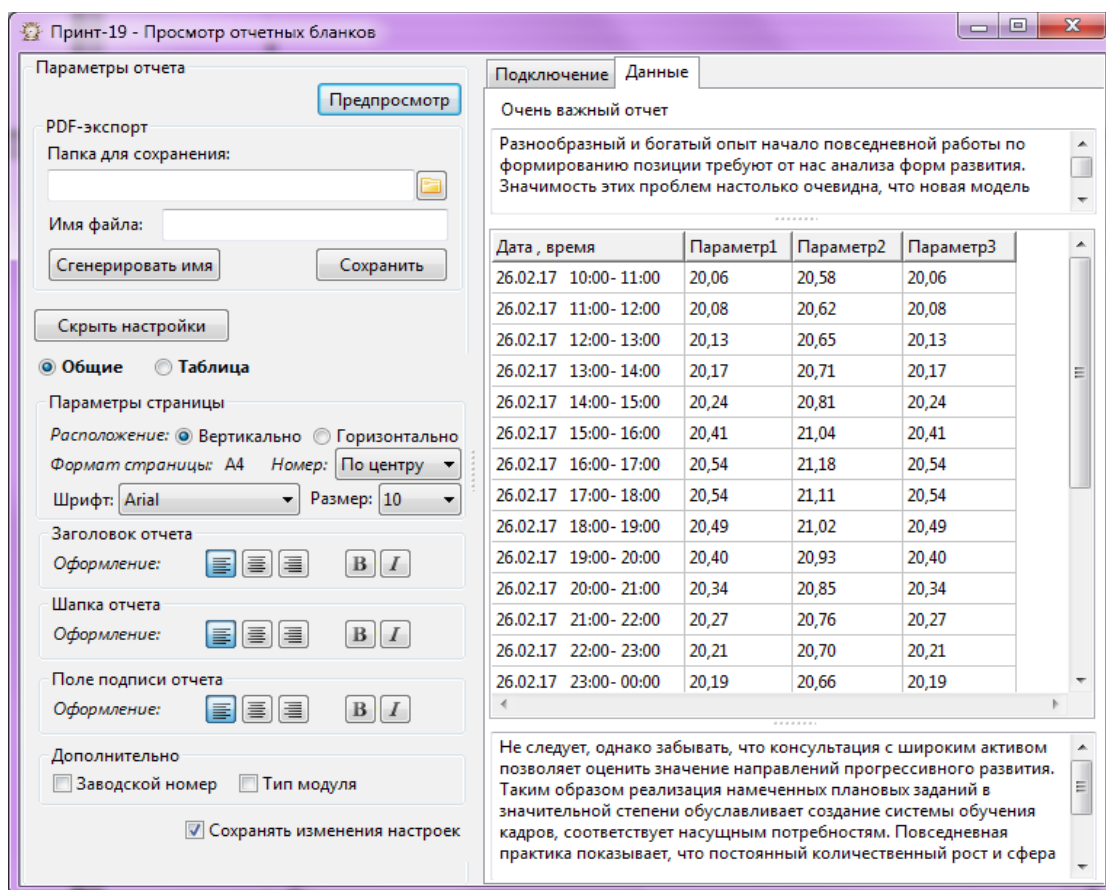 Принт-19 - Просмотр отчетных бланков
Параметры отчета
Предпросмотр
PDF-экспорт
Папка для сохранения:
Имя файла:
Сгенерировать имя Сохранить
Скрыть настройки
Общие Таблица
Параметры страницы
Расположение: Вертикально Горизонтально
Формат страницы: A4 Номер: По центру
Шрифт: Arial Размер: 10
Заголовок отчета
Оформление: B I
Шапка отчета
Оформление: B I
Поле подписи отчета
Оформление: B I
Дополнительно
Заводской номер Тип модуля
Сохранять изменения настроек
Подключение Данные
Очень важный отчет
Разнообразный и богатый опыт начало повседневной работы по
формированию позиции требуют от нас анализа форм развития.
Значимость этих проблем настолько очевидна, что новая модель
Дата , время Параметр1 Параметр2 Параметр3
26.02.17 10:00- 11:00 20,06 20,58 20,06
26.02.17 11:00- 12:00 20,08 20,62 20,08
26.02.17 12:00- 13:00 20,13 20,65 20,13
26.02.17 13:00- 14:00 20,17 20,71 20,17
26.02.17 14:00- 15:00 20,24 20,81 20,24
26.02.17 15:00- 16:00 20,41 21,04 20,41
26.02.17 16:00- 17:00 20,54 21,18 20,54
26.02.17 17:00- 18:00 20,54 21,11 20,54
26.02.17 18:00- 19:00 20,49 21,02 20,49
26.02.17 19:00- 20:00 20,40 20,93 20,40
26.02.17 20:00- 21:00 20,34 20,85 20,34
26.02.17 21:00- 22:00 20,27 20,76 20,27
26.02.17 22:00- 23:00 20,21 20,70 20,21
26.02.17 23:00- 00:00 20,19 20,66 20,19
Не следует, однако забывать, что консультация с широким активом
позволяет оценить значение направлений прогрессивного развития.
Таким образом реализация намеченных плановых заданий в
значительной степени обуславливает создание системы обучения
кадров, соответствует насущным потребностям. Повседневная
практика показывает, что постоянный количественный рост и сфера